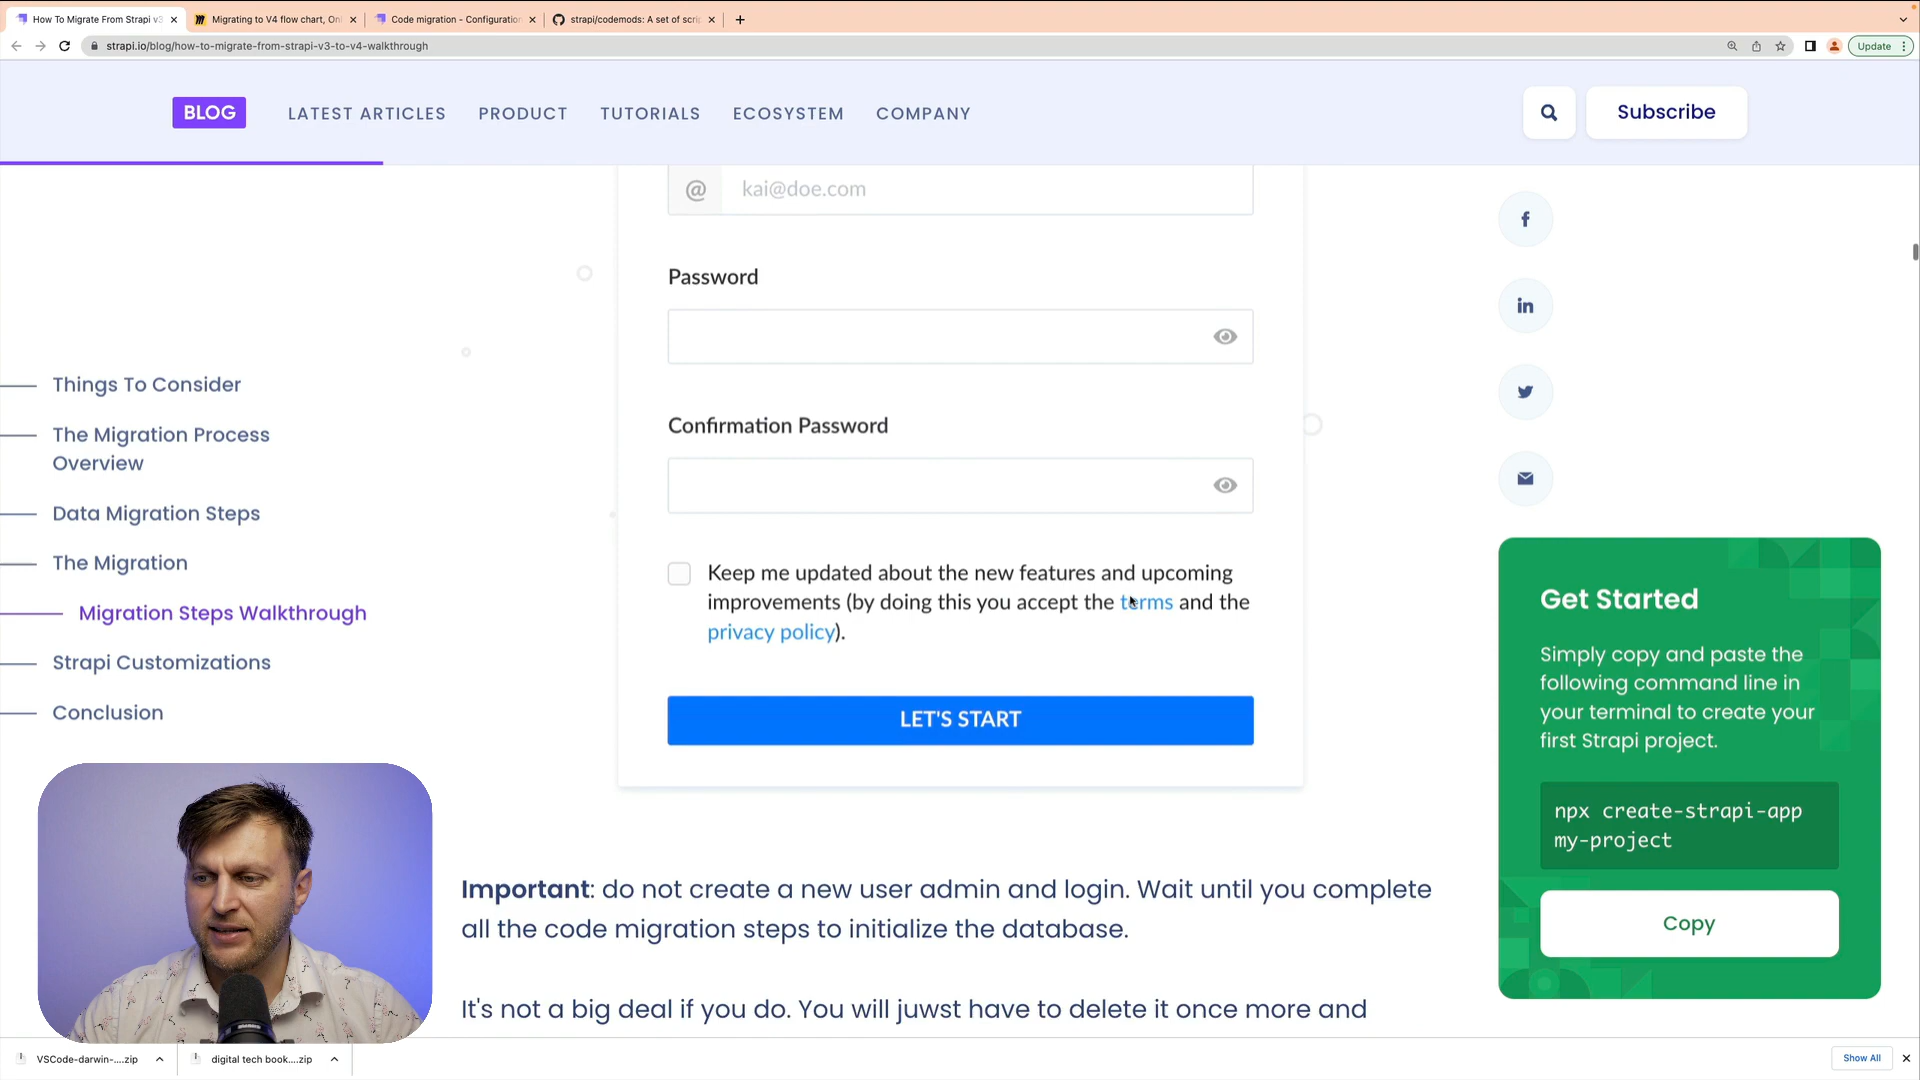 How To Migrate From Strapi v3
Migrating to V4 flow chart, Onl
Code migration - Configuration
strapi/codemods: A set of scrip
strapi.io/blog/how-to-migrate-from-strapi-v3-to-v4-walkthrough
Update
BLOG
LATEST ARTICLES
PRODUCT
TUTORIALS
ECOSYSTEM
COMPANY
Subscribe
@
kai@doe.com
Password
Confirmation Password
Keep me updated about the new features and upcoming
improvements (by doing this you accept the terms and the
privacy policy).
LET'S START
Things To Consider
The Migration Process
Overview
Data Migration Steps
The Migration
Migration Steps Walkthrough
Strapi Customizations
Conclusion
f
in
Get Started
Simply copy and paste the
following command line in
your terminal to create your
first Strapi project.
npx create-strapi-app
my-project
Copy
Important: do not create a new user admin and login. Wait until you complete
all the code migration steps to initialize the database.
It's not a big deal if you do. You will juwst have to delete it once more and
VSCode-darwin-....zip
digital tech book....zip
Show All